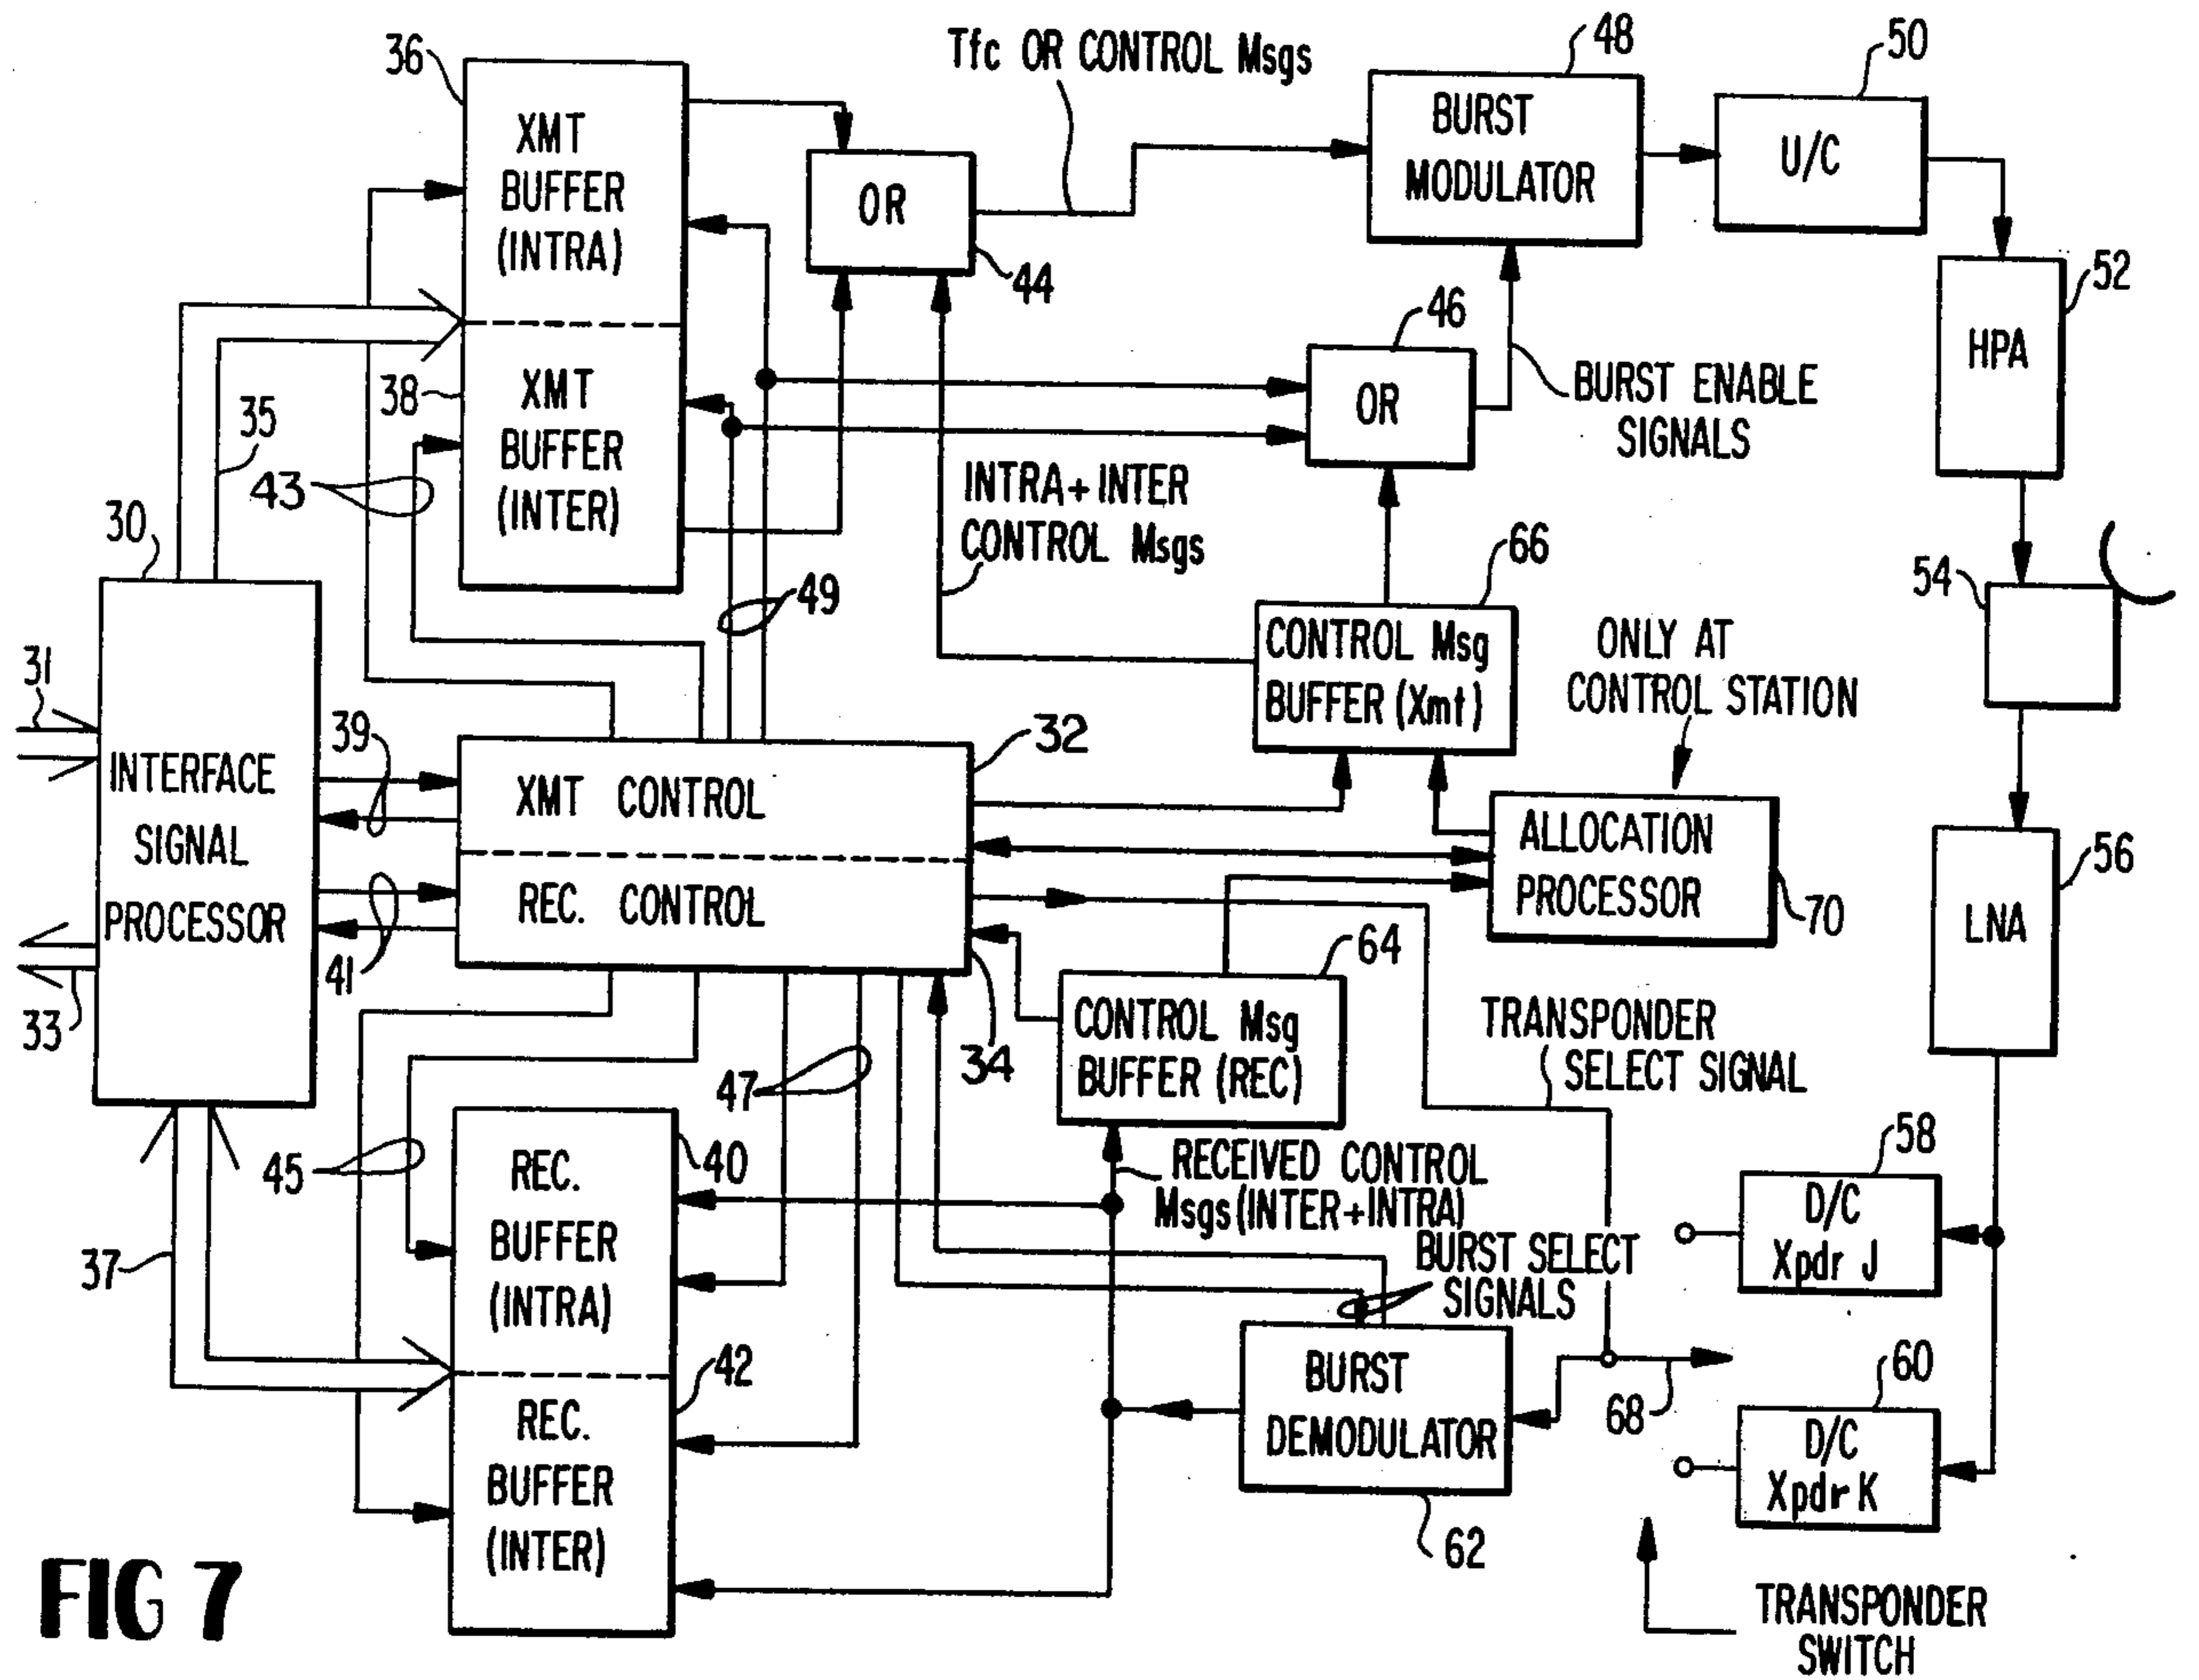 36
XMT
BUFFER
(INTRA)
38
XMT
BUFFER
(INTER)
Tfc OR CONTROL Msgs
OR
44
48
BURST
MODULATOR
50
U/C
52
HPA
46
OR
BURST ENABLE
SIGNALS
35
43
30
INTRA+INTER
CONTROL Msgs
49
66
CONTROL Msg
BUFFER (Xmt)
54
ONLY AT
CONTROL STATION
31
INTERFACE
SIGNAL
PROCESSOR
33
39
41
32
XMT CONTROL
REC. CONTROL
34
ALLOCATION
PROCESSOR
70
56
LNA
64
CONTROL Msg
BUFFER (REC)
TRANSPONDER
SELECT SIGNAL
47
45
37
40
REC.
BUFFER
(INTRA)
42
REC.
BUFFER
(INTER)
RECEIVED CONTROL
Msgs (INTER+INTRA)
BURST SELECT
SIGNALS
58
D/C
Xpdr J
BURST
DEMODULATOR
62
68
60
D/C
Xpdr K
TRANSPONDER
SWITCH
FIG 7